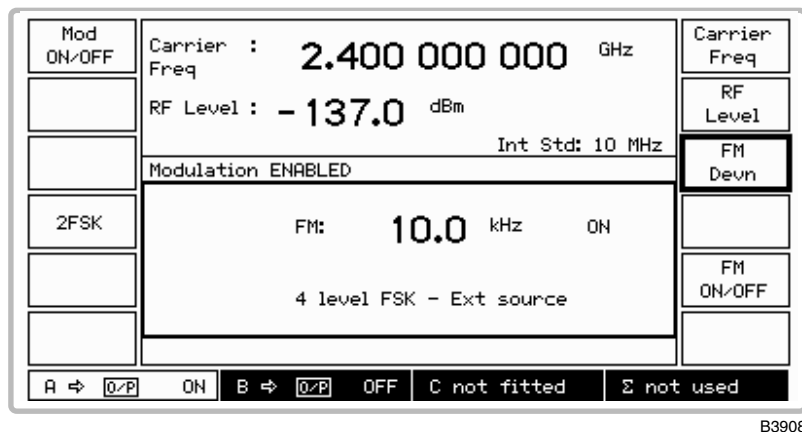 Mod
ON/OFF
Carrier :
Freq
2.400 000 000 GHz
Carrier
Freq
RF Level : -137.0 dBm
RF
Level
Int Std: 10 MHz
Modulation ENABLED
FM
Devn
2FSK
FM: 10.0 kHz ON
4 level FSK - Ext source
FM
ON/OFF
A ⇨ O/P ON B ⇨ O/P OFF C not fitted Σ not used
B3908